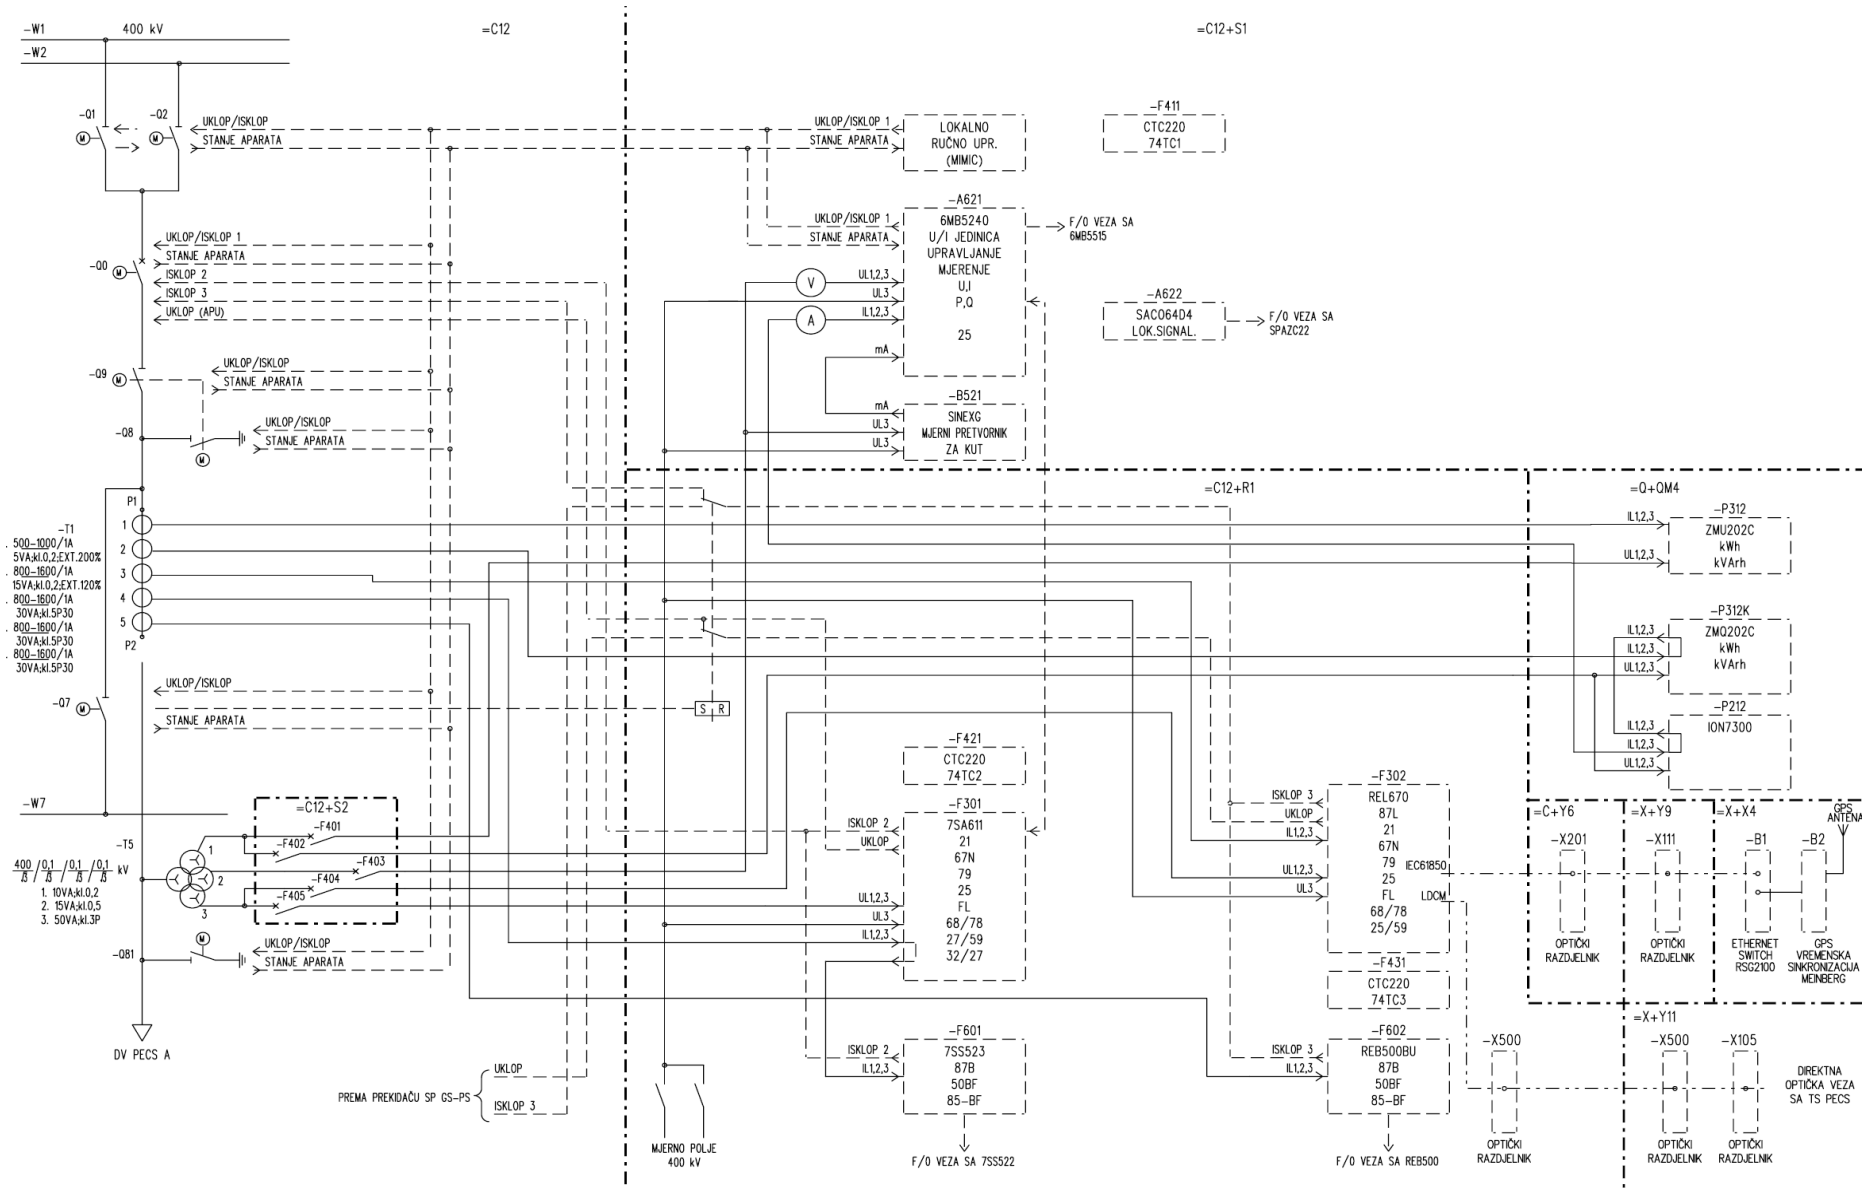 -W1
400 kV
-W2
=C12
=C12+S1
-Q1
-Q2
M
M
UKLOP/ISKLOP
STANJE APARATA
UKLOP/ISKLOP 1
STANJE APARATA
LOKALNO
RUČNO UPR.
(MIMIC)
-F411
CTC220
74TC1
-Q0
M
UKLOP/ISKLOP 1
STANJE APARATA
ISKLOP 2
ISKLOP 3
UKLOP (APU)
UKLOP/ISKLOP 1
STANJE APARATA
UL1,2,3
UL3
IL1,2,3
mA
V
A
-A621
6MB5240
U/I JEDINICA
UPRAVLJANJE
MJERENJE
U,I
P,Q
25
F/O VEZA SA
6MB5515
-A622
SACO64D4
LOK.SIGNAL.
F/O VEZA SA
SPAZC22
-Q9
M
UKLOP/ISKLOP
STANJE APARATA
-Q8
M
UKLOP/ISKLOP
STANJE APARATA
mA
UL3
UL3
-B521
SINEXG
MJERNI PRETVORNIK
ZA KUT
=C12+R1
=Q+QM4
P1
1
2
3
4
5
P2
-T1
500-1000/1A
5VA;kl.0,2;EXT.200%
800-1600/1A
15VA;kl.0,2;EXT.120%
800-1600/1A
30VA;kl.5P30
800-1600/1A
30VA;kl.5P30
800-1600/1A
30VA;kl.5P30
IL1,2,3
UL1,2,3
-P312
ZMU202C
kWh
kVArh
IL1,2,3
IL1,2,3
UL1,2,3
-P312K
ZMQ202C
kWh
kVArh
IL1,2,3
IL1,2,3
UL1,2,3
-P212
ION7300
-Q7
M
UKLOP/ISKLOP
STANJE APARATA
S
R
-F421
CTC220
74TC2
-W7
=C12+S2
-F401
-F402
-F403
-F404
-F405
-T5
1
2
3
400/√3 / 0,1/√3 / 0,1/√3 / 0,1/√3 kV
1. 10VA;kl.0,2
2. 15VA;kl.0,5
3. 50VA;kl.3P
ISKLOP 2
UKLOP
UL1,2,3
UL3
IL1,2,3
-F301
7SA611
21
67N
79
25
FL
68/78
27/59
32/27
ISKLOP 3
UKLOP
IL1,2,3
UL1,2,3
UL3
-F302
REL670
87L
21
67N
79
25
FL
68/78
25/59
IEC61850
LDCM
=C+Y6
=X+Y9
=X+X4
GPS
ANTENA
-X201
-X111
-B1
-B2
OPTIČKI
RAZDJELNIK
OPTIČKI
RAZDJELNIK
ETHERNET
SWITCH
RSG2100
GPS
VREMENSKA
SINKRONIZACIJA
MEINBERG
-Q81
M
UKLOP/ISKLOP
STANJE APARATA
DV PECS A
-F431
CTC220
74TC3
=X+Y11
PREMA PREKIDAČU SP GS-PS
UKLOP
ISKLOP 3
MJERNO POLJE
400 kV
ISKLOP 2
IL1,2,3
-F601
7SS523
87B
50BF
85-BF
F/O VEZA SA 7SS522
ISKLOP 3
IL1,2,3
-F602
REB500BU
87B
50BF
85-BF
F/O VEZA SA REB500
-X500
OPTIČKI
RAZDJELNIK
-X500
OPTIČKI
RAZDJELNIK
-X105
OPTIČKI
RAZDJELNIK
DIREKTNA
OPTIČKA VEZA
SA TS PECS